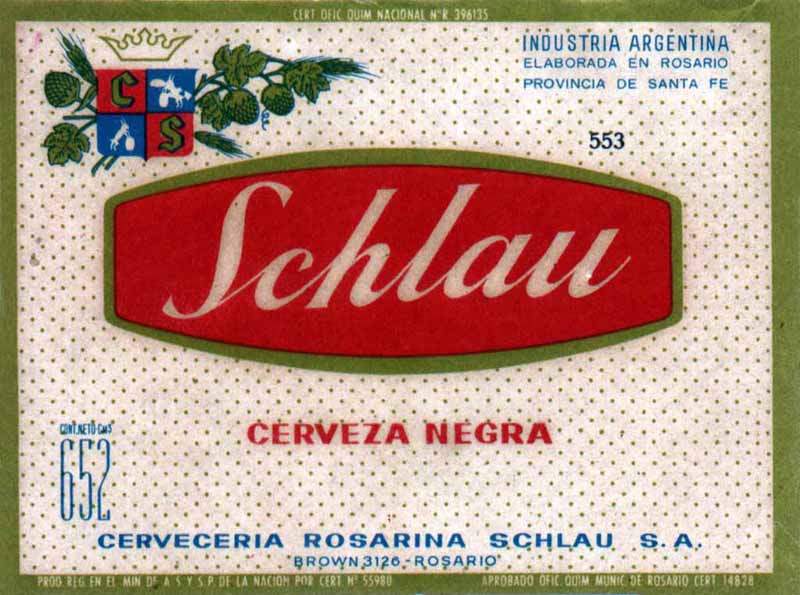 CERT OFIC QUIM NACIONAL Nº R 396135
INDUSTRIA ARGENTINA
ELABORADA EN ROSARIO
PROVINCIA DE SANTA FE
C
S
553
Schlau
CERVEZA NEGRA
CONT.NETO CM3
652
CERVECERIA ROSARINA SCHLAU S.A.
BROWN 3126 - ROSARIO
PROD REG EN EL MIN DE A S Y S P DE LA NACION POR CERT Nº 55980
APROBADO OFIC QUIM MUNIC DE ROSARIO CERT 14828